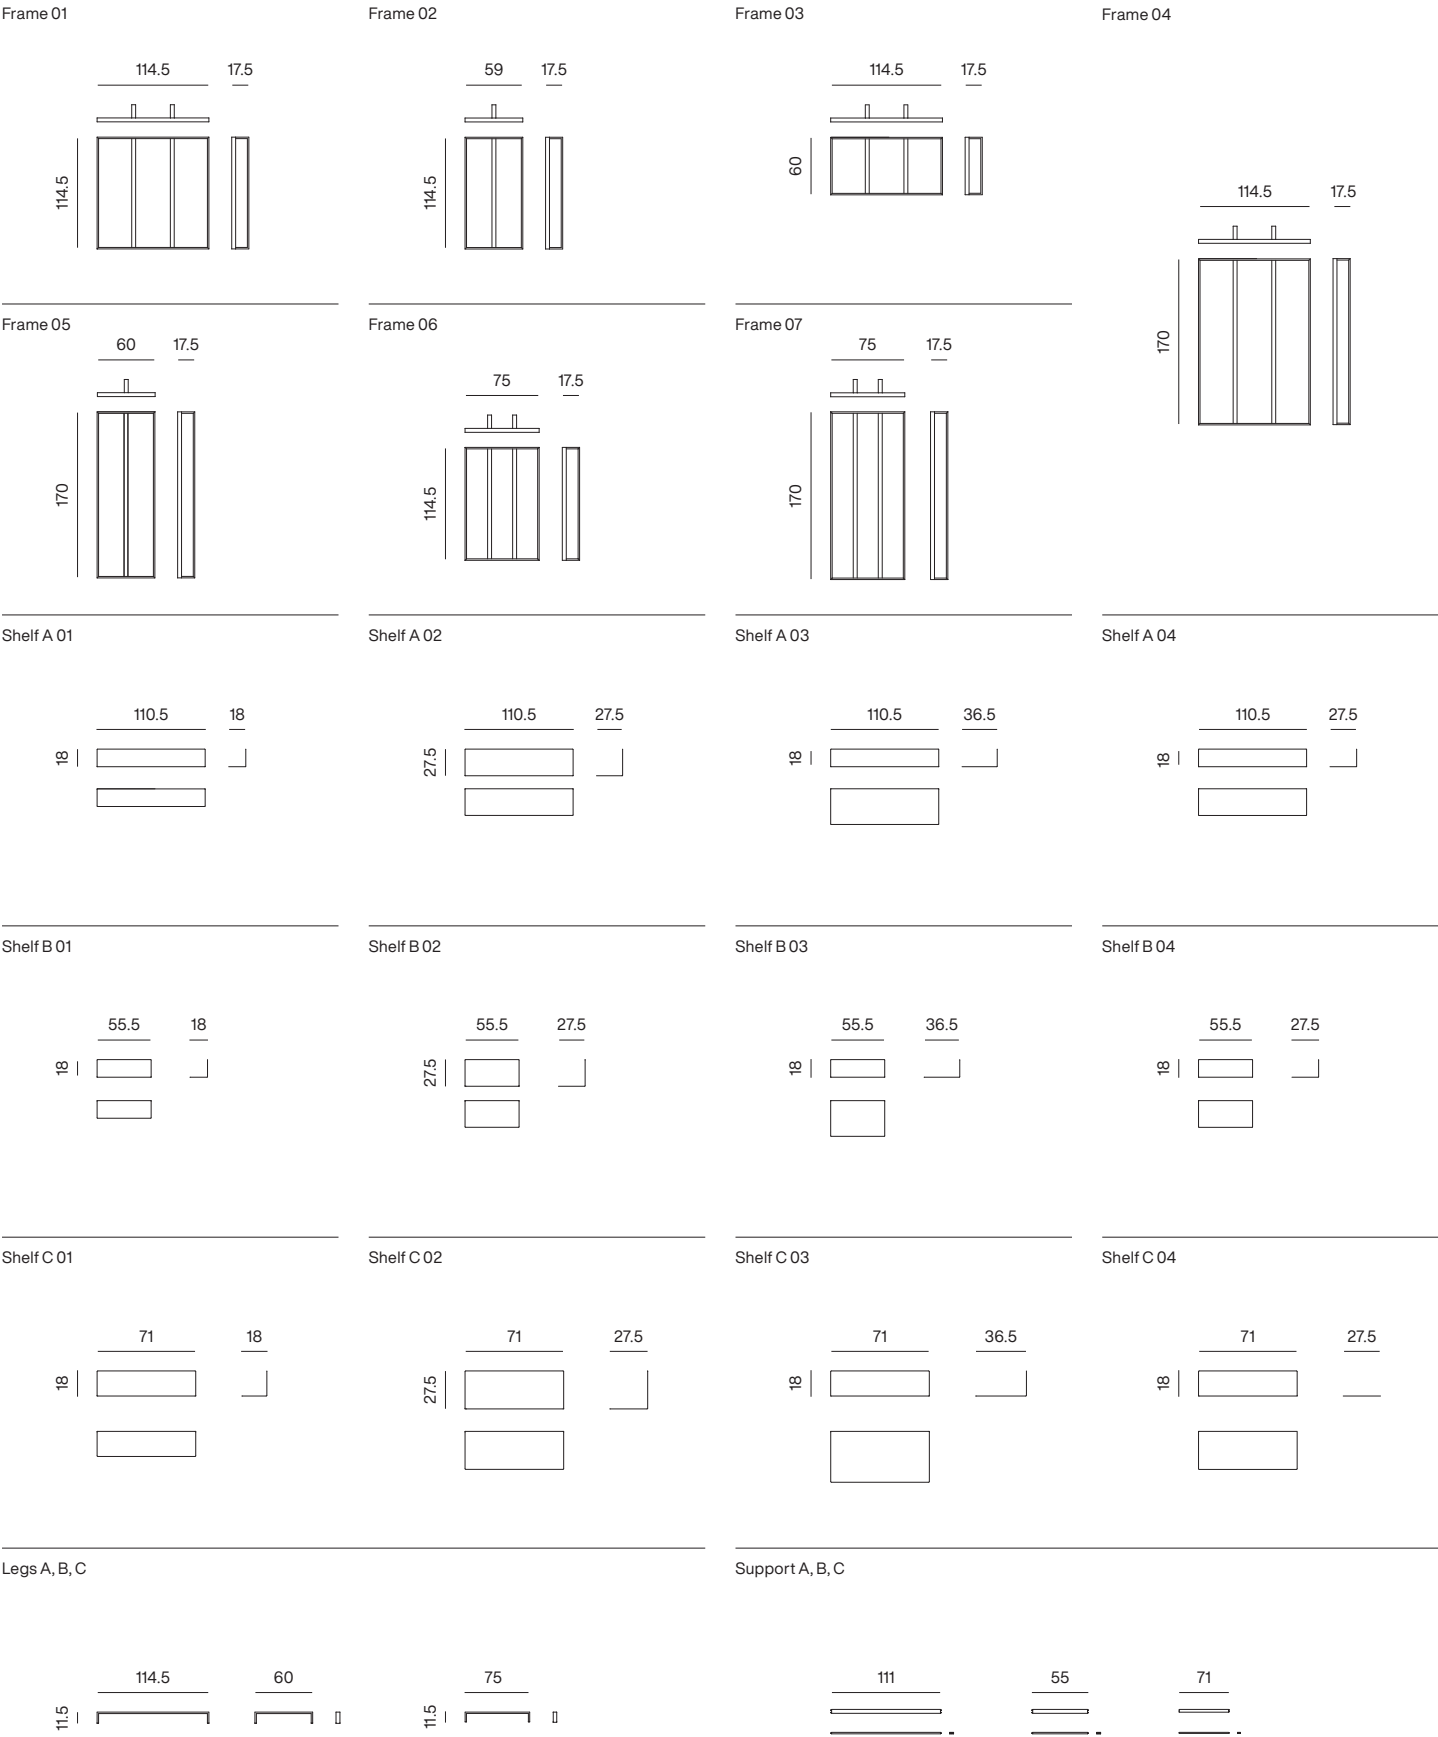 Frame 01
Frame 02
Frame 03
Frame 04
114.5 17.5
59 17.5
114.5 17.5
114.5 17.5
114.5
114.5
60
170
Frame 05
Frame 06
Frame 07
60 17.5
75 17.5
75 17.5
170
114.5
170
Shelf A 01
Shelf A 02
Shelf A 03
Shelf A 04
110.5 18
110.5 27.5
110.5 36.5
110.5 27.5
18
27.5
18
18
Shelf B 01
Shelf B 02
Shelf B 03
Shelf B 04
55.5 18
55.5 27.5
55.5 36.5
55.5 27.5
18
27.5
18
18
Shelf C 01
Shelf C 02
Shelf C 03
Shelf C 04
71 18
71 27.5
71 36.5
71 27.5
18
27.5
18
18
Legs A, B, C
Support A, B, C
114.5 60 75
111 55 71
11.5
11.5